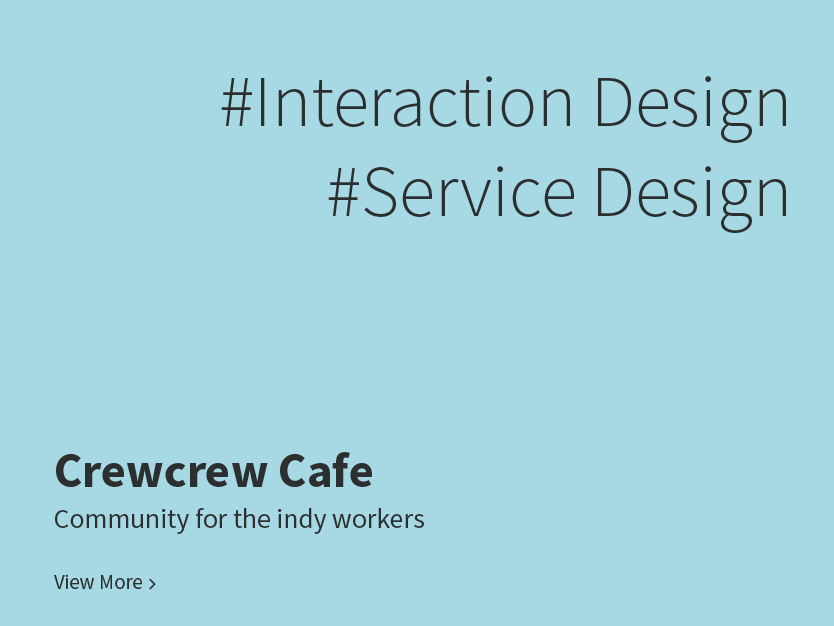 #Interaction Design
#Service Design
Crewcrew Cafe
Community for the indy workers
View More ›